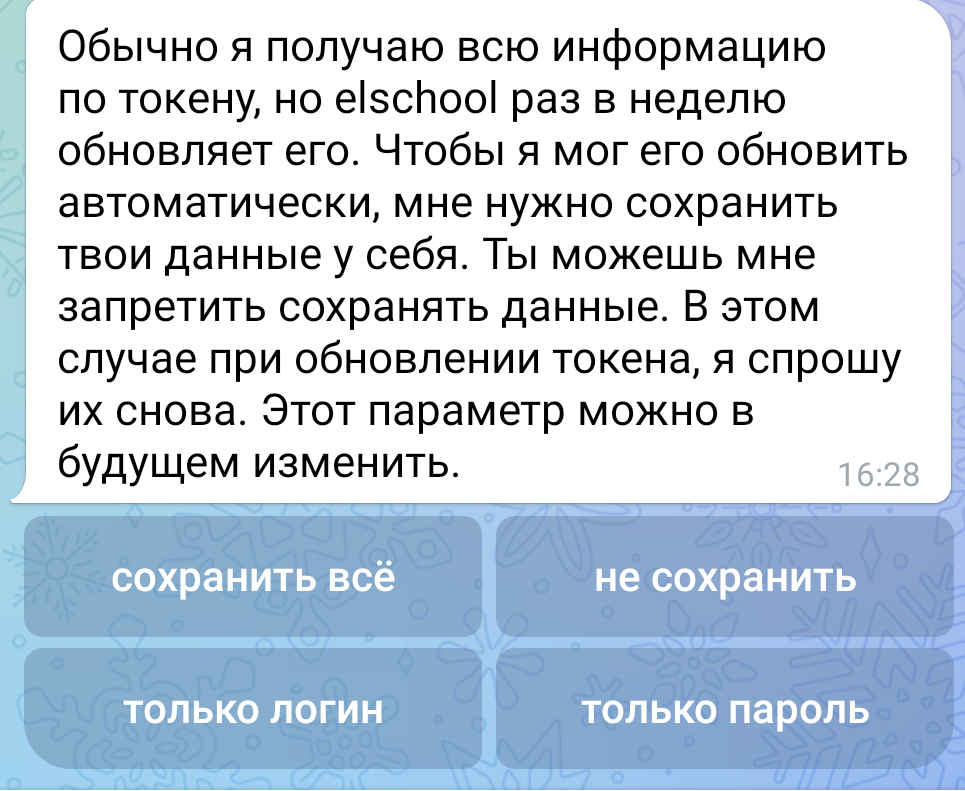 Обычно я получаю всю информацию
по токену, но elschool раз в неделю
обновляет его. Чтобы я мог его обновить
автоматически, мне нужно сохранить
твои данные у себя. Ты можешь мне
запретить сохранять данные. В этом
случае при обновлении токена, я спрошу
их снова. Этот параметр можно в
будущем изменить.
16:28
сохранить всё
не сохранить
только логин
только пароль